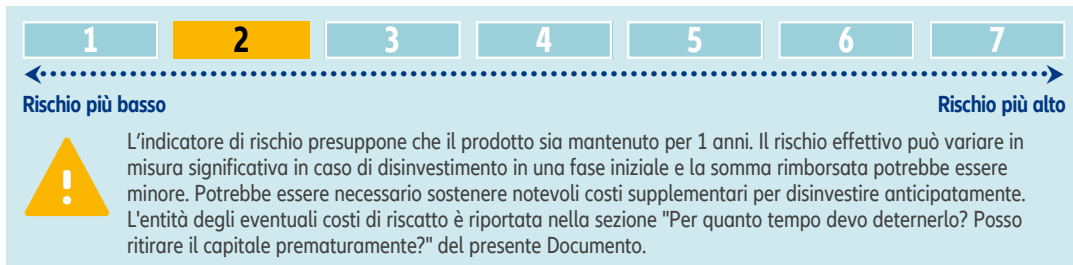 1 2 3 4 5 6 7
Rischio più basso Rischio più alto
L'indicatore di rischio presuppone che il prodotto sia mantenuto per 1 anni. Il rischio effettivo può variare in
misura significativa in caso di disinvestimento in una fase iniziale e la somma rimborsata potrebbe essere
minore. Potrebbe essere necessario sostenere notevoli costi supplementari per disinvestire anticipatamente.
L'entità degli eventuali costi di riscatto è riportata nella sezione "Per quanto tempo devo deternerlo? Posso
ritirare il capitale prematuramente?" del presente Documento.